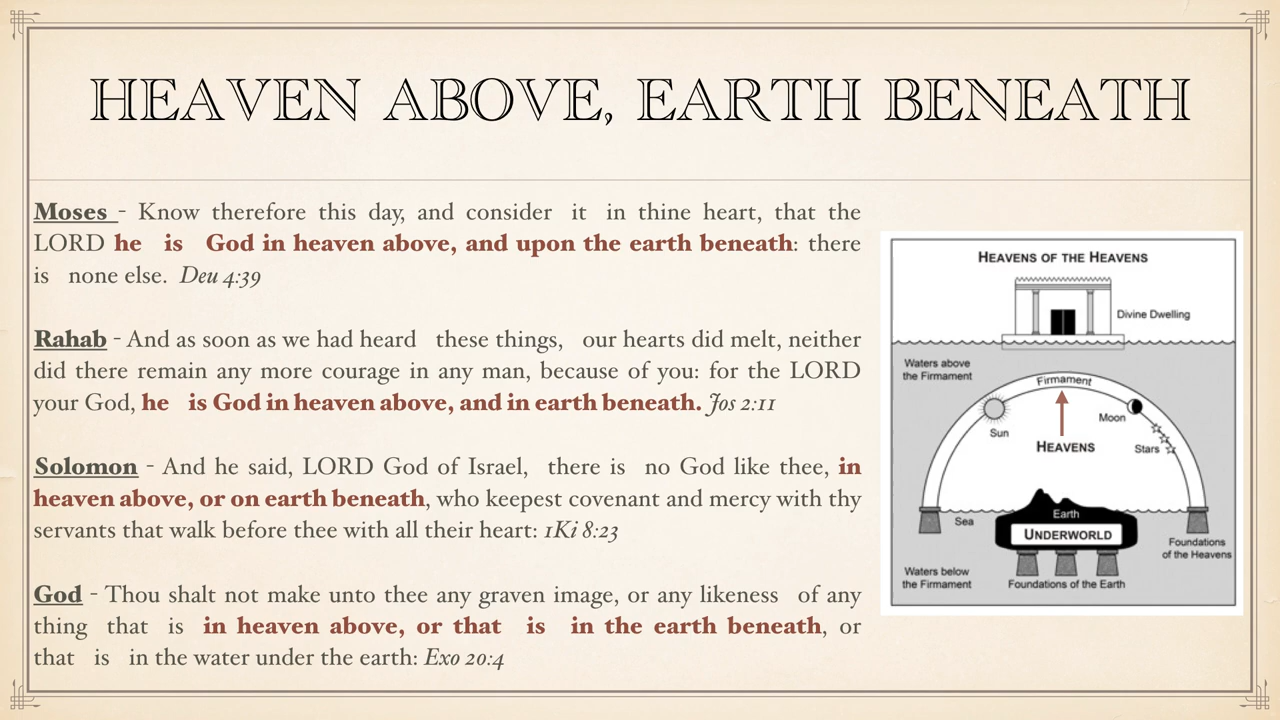 HEAVEN ABOVE, EARTH BENEATH
Moses - Know therefore this day, and consider it in thine heart, that the
LORD he is God in heaven above, and upon the earth beneath: there
is none else. Deu 4:39
Rahab - And as soon as we had heard these things, our hearts did melt, neither
did there remain any more courage in any man, because of you: for the LORD
your God, he is God in heaven above, and in earth beneath. Jos 2:11
Solomon - And he said, LORD God of Israel, there is no God like thee, in
heaven above, or on earth beneath, who keepest covenant and mercy with thy
servants that walk before thee with all their heart: 1Ki 8:23
God - Thou shalt not make unto thee any graven image, or any likeness of any
thing that is in heaven above, or that is in the earth beneath, or
that is in the water under the earth: Exo 20:4
HEAVENS OF THE HEAVENS
Divine Dwelling
Waters above
the Firmament
Firmament
Sun
Moon
Stars
HEAVENS
Sea
Earth
UNDERWORLD
Foundations
of the Heavens
Waters below
the Firmament
Foundations of the Earth